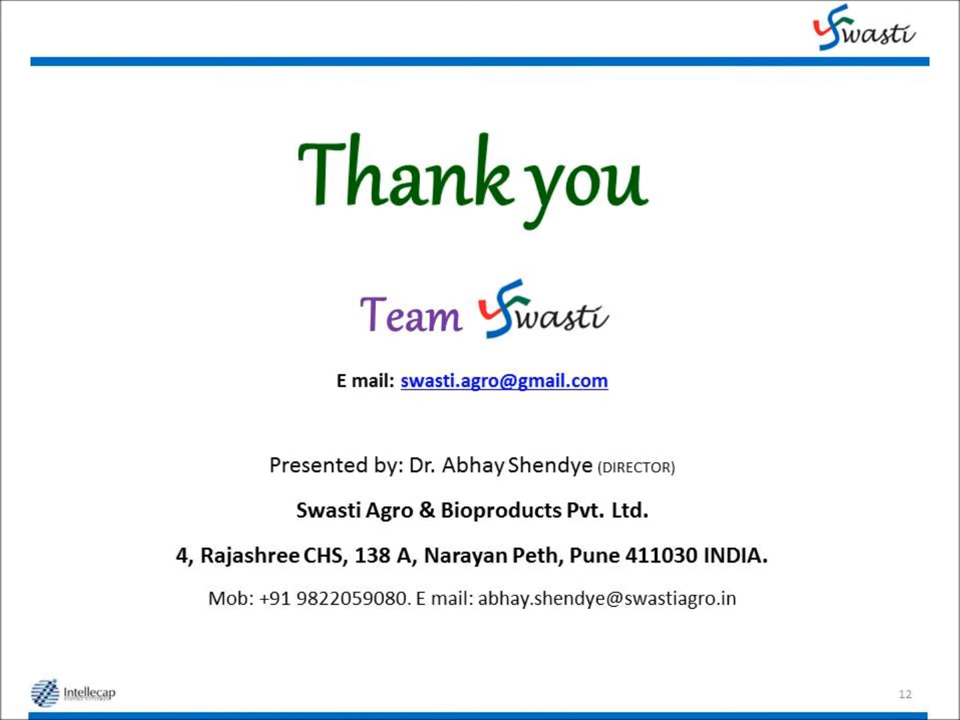 Swasti
Thank you
Team Swasti
E mail: swasti.agro@gmail.com
Presented by: Dr. Abhay Shendye (DIRECTOR)
Swasti Agro & Bioproducts Pvt. Ltd.
4, Rajashree CHS, 138 A, Narayan Peth, Pune 411030 INDIA.
Mob: +91 9822059080. E mail: abhay.shendye@swastiagro.in
Intellecap
12